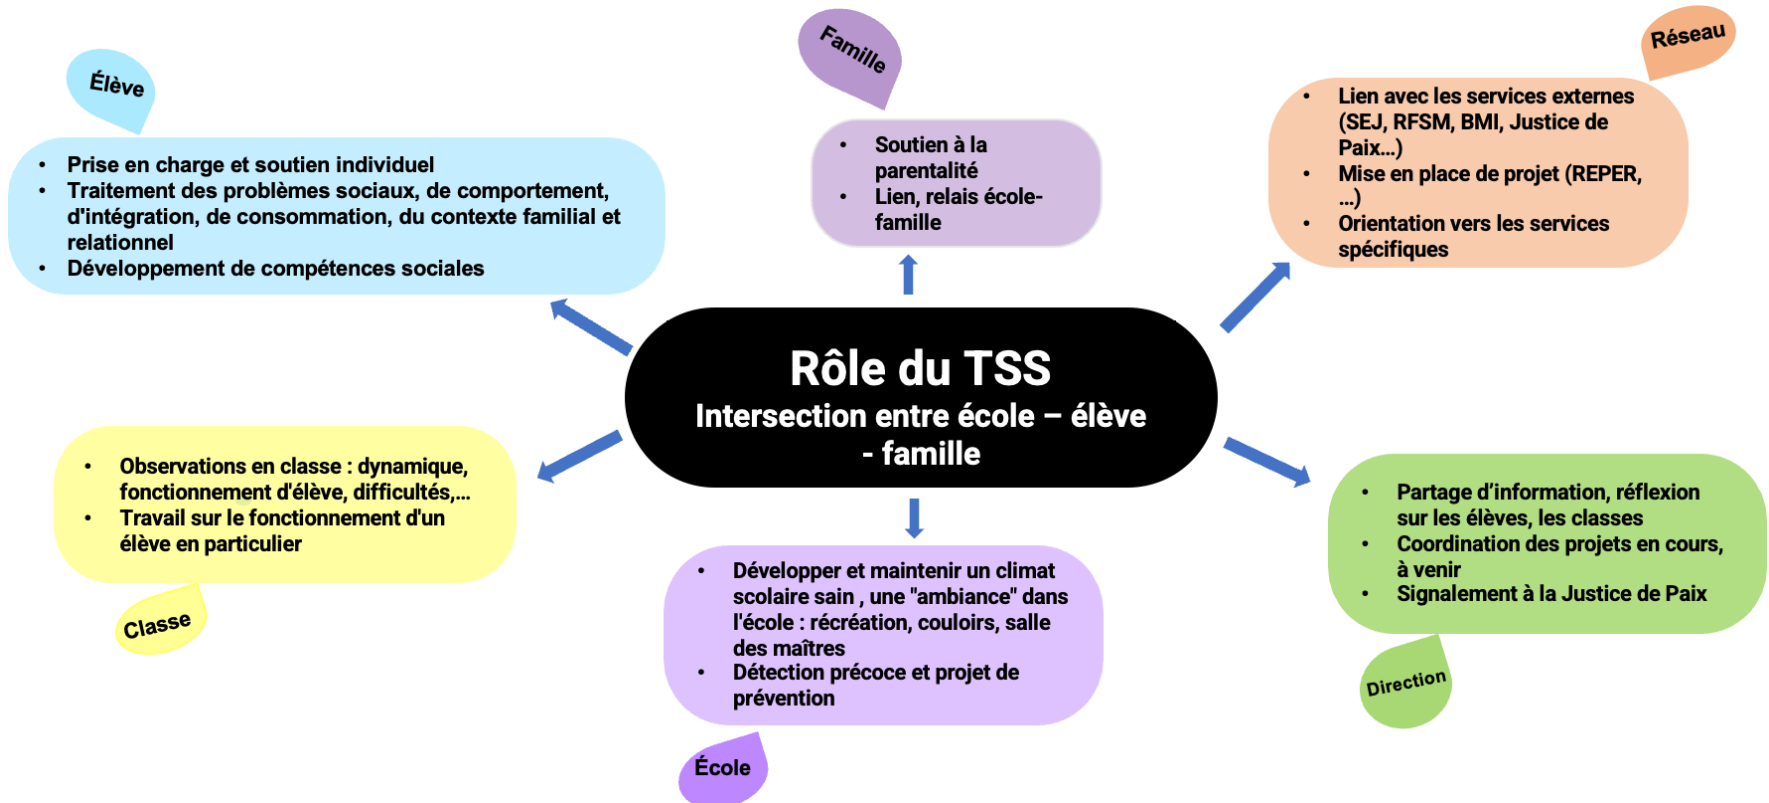 Élève
• Prise en charge et soutien individuel
• Traitement des problèmes sociaux, de comportement,
d'intégration, de consommation, du contexte familial et
relationnel
• Développement de compétences sociales
Famille
• Soutien à la
parentalité
• Lien, relais école-
famille
Réseau
• Lien avec les services externes
(SEJ, RFSM, BMI, Justice de
Paix...)
• Mise en place de projet (REPER,
...)
• Orientation vers les services
spécifiques
Rôle du TSS
Intersection entre école – élève
- famille
• Observations en classe : dynamique,
fonctionnement d'élève, difficultés,...
• Travail sur le fonctionnement d'un
élève en particulier
Classe
• Développer et maintenir un climat
scolaire sain , une "ambiance" dans
l'école : récréation, couloirs, salle
des maîtres
• Détection précoce et projet de
prévention
École
• Partage d’information, réflexion
sur les élèves, les classes
• Coordination des projets en cours,
à venir
• Signalement à la Justice de Paix
Direction